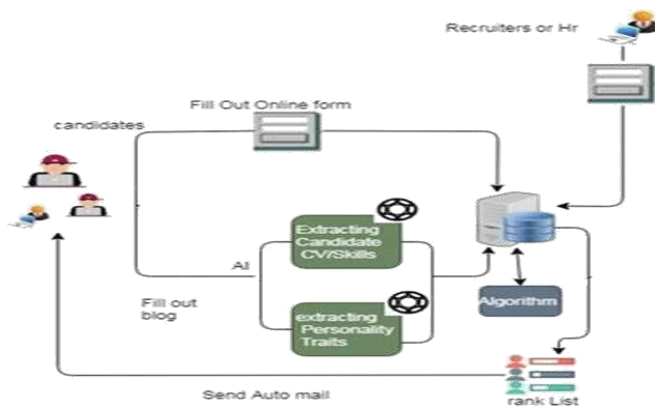 Recruiters or Hr
Fill Out Online form
candidates
Extracting
Candidate
CV/Skills
AI
Fill out
blog
extracting
Personality
Traits
Algorithm
Send Auto mail
rank List